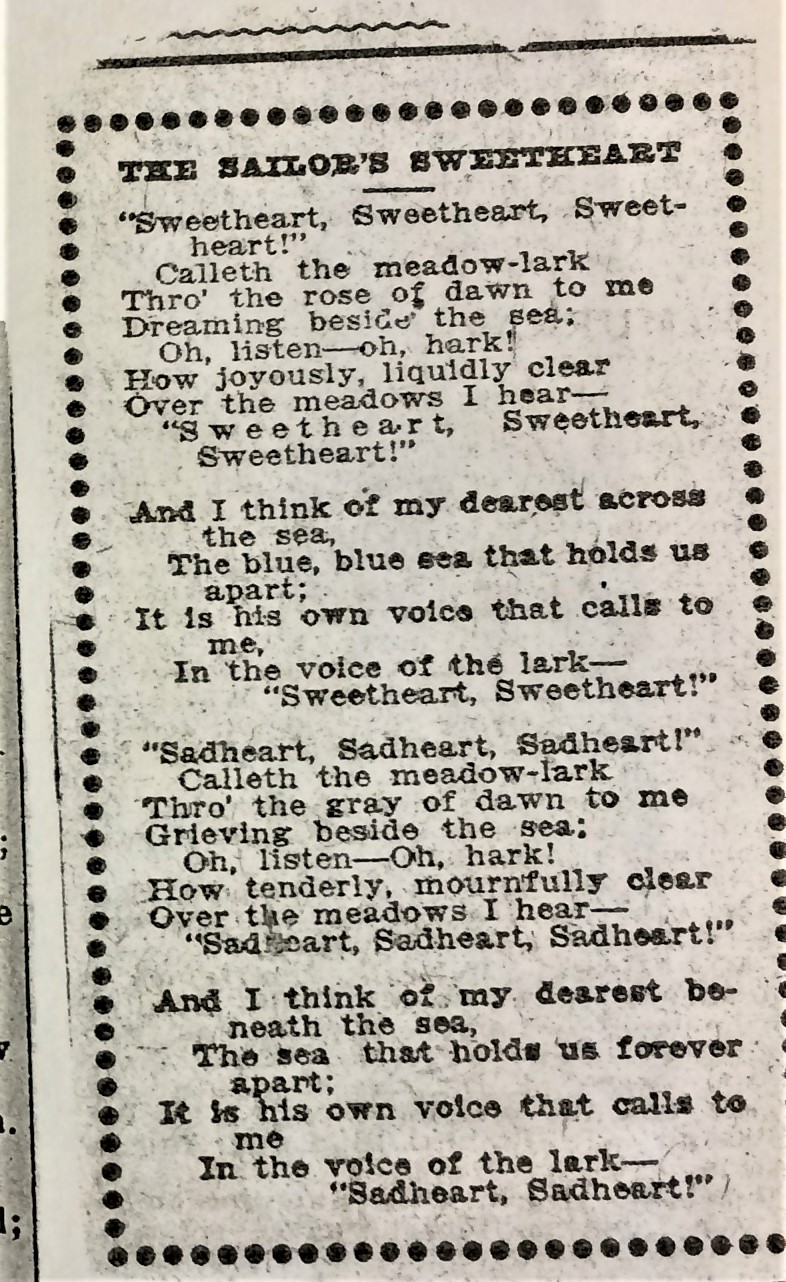 THE SAILOR'S SWEETHEART
"Sweetheart, Sweetheart, Sweet-
heart!"
Calleth the meadow-lark
Thro' the rose of dawn to me
Dreaming beside the sea;
Oh, listen—oh, hark!
How joyously, liquidly clear
Over the meadows I hear—
"Sweetheart, Sweetheart,
Sweetheart!"
And I think of my dearest across
the sea,
The blue, blue sea that holds us
apart;
It is his own voice that calls to
me,
In the voice of the lark—
"Sweetheart, Sweetheart!"
"Sadheart, Sadheart, Sadheart!"
Calleth the meadow-lark
Thro' the gray of dawn to me
Grieving beside the sea;
Oh, listen—Oh, hark!
How tenderly, mournfully clear
Over the meadows I hear—
"Sadheart, Sadheart, Sadheart!"
And I think of my dearest be-
neath the sea,
The sea that holds us forever
apart;
It is his own voice that calls to
me
In the voice of the lark—
"Sadheart, Sadheart!"